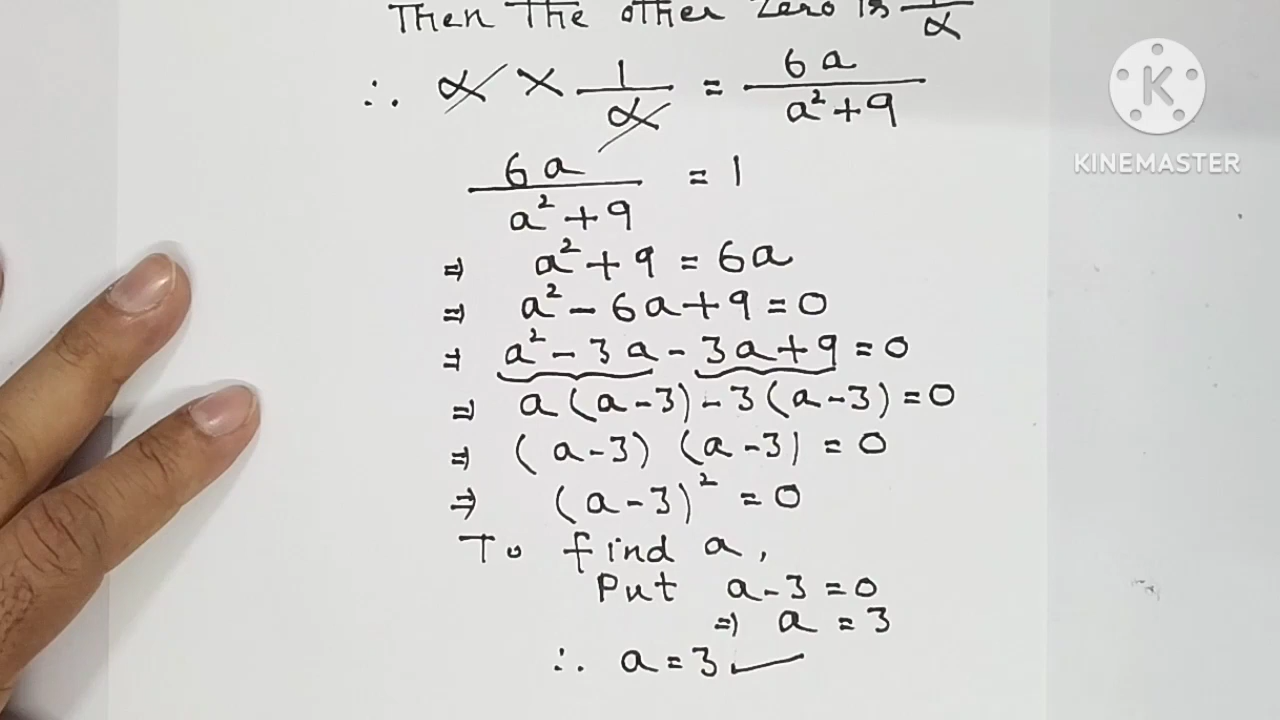 Then The other Zero is 1/α
∴ α × 1/α = 6a/a²+9
6a/a²+9 = 1
⇒ a²+9 = 6a
⇒ a²-6a+9=0
⇒ a²-3a-3a+9=0
⇒ a(a-3)-3(a-3)=0
⇒ (a-3) (a-3)=0
⇒ (a-3)²=0
To find a,
Put a-3=0
⇒ a=3
∴ a=3
K
KINEMASTER